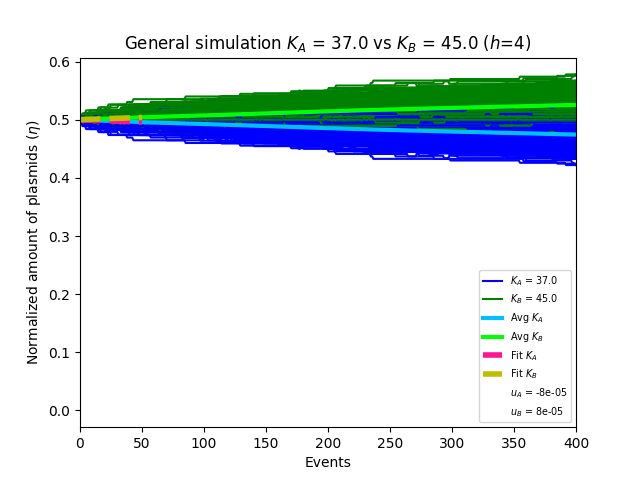 General simulation K_A = 37.0 vs K_B = 45.0 (h=4)
Normalized amount of plasmids (η)
0.6
0.5
0.4
0.3
0.2
0.1
0.0
K_A = 37.0
K_B = 45.0
Avg K_A
Avg K_B
Fit K_A
Fit K_B
u_A = -8e-05
u_B = 8e-05
0 50 100 150 200 250 300 350 400
Events